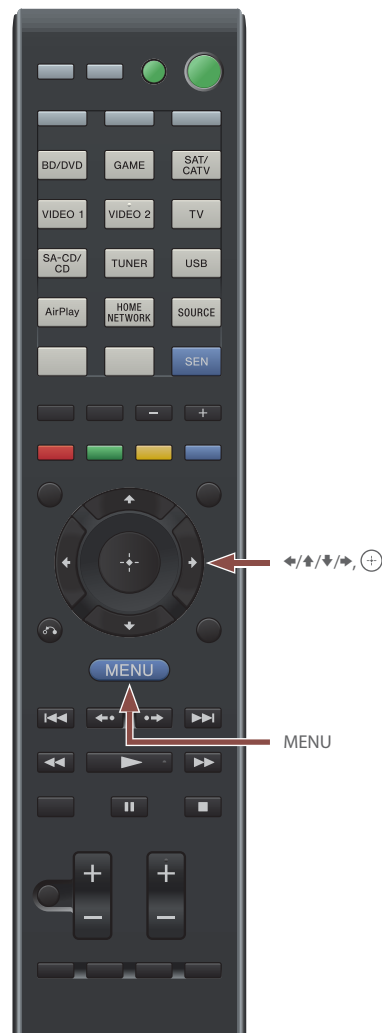 BD/DVD GAME SAT/CATV
VIDEO 1 VIDEO 2 TV
SA-CD/CD TUNER USB
AirPlay HOME NETWORK SOURCE
SEN
− +
←/↑/↓/→, ⊕
MENU
MENU
+ +
− −